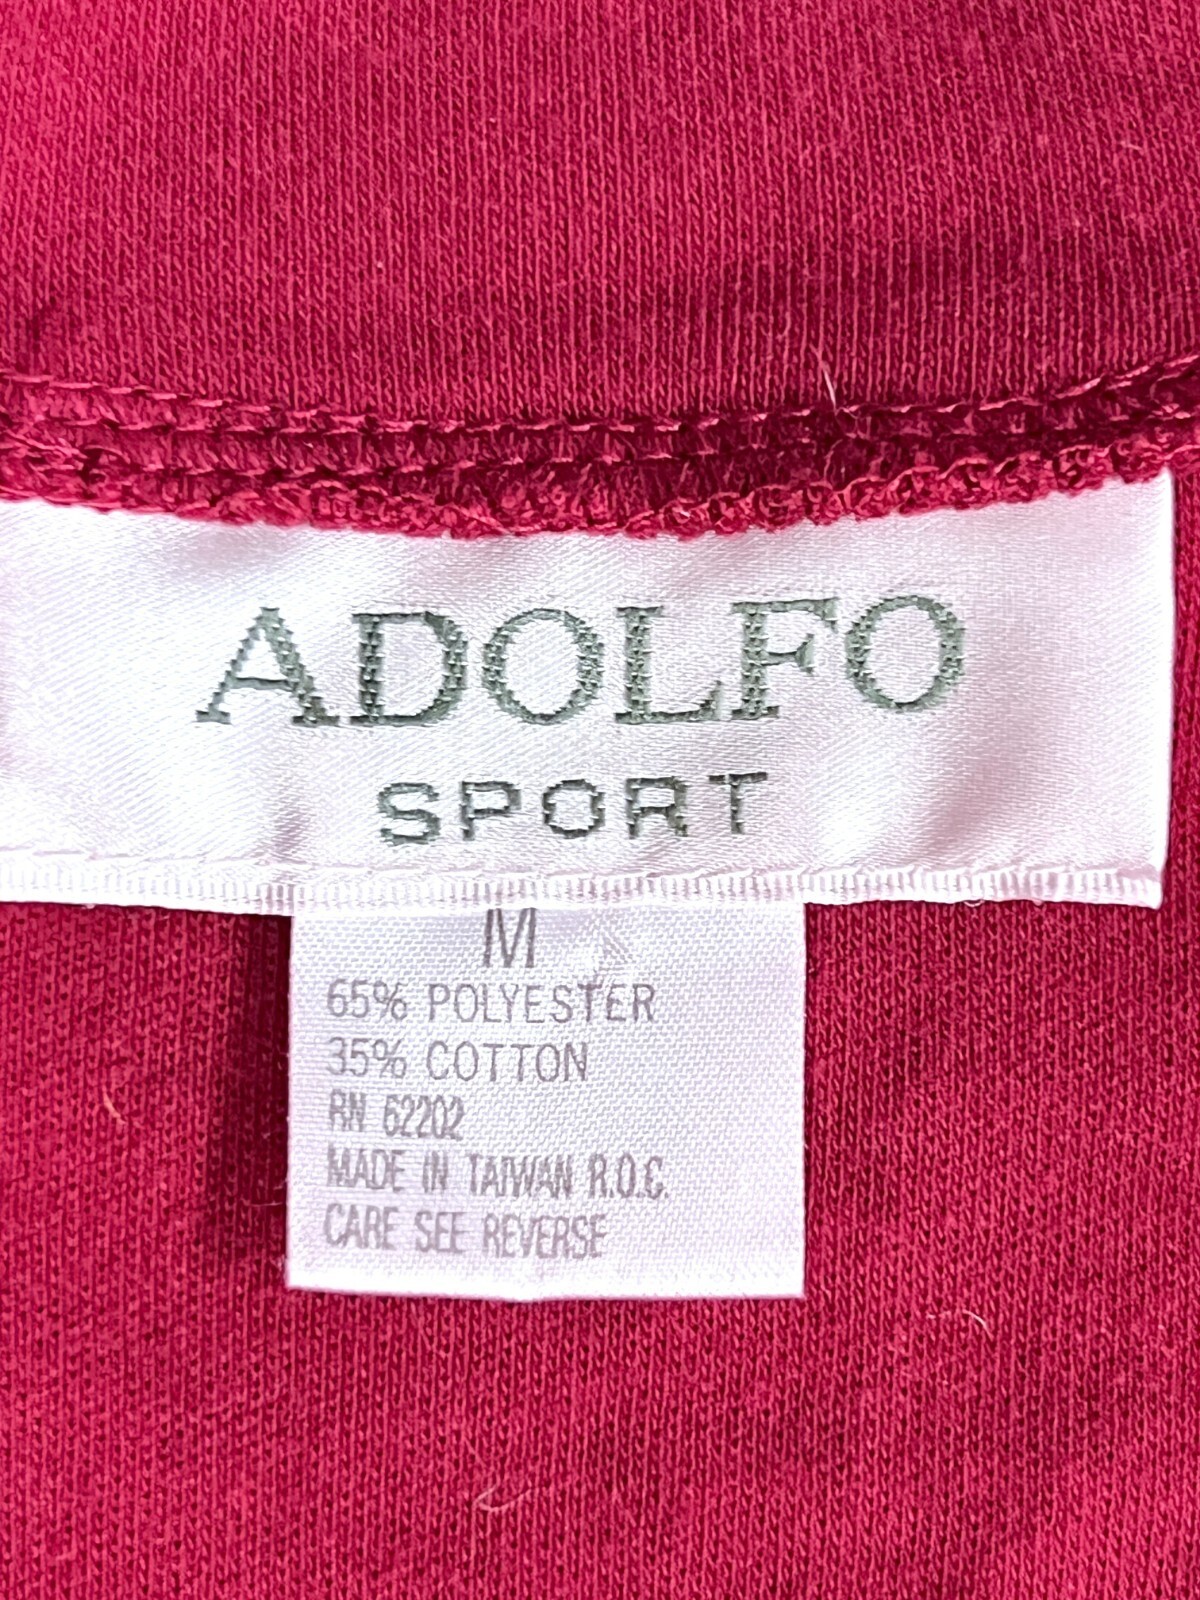 ADOLFO
SPORT
M
65% POLYESTER
35% COTTON
RN 62202
MADE IN TAIWAN R.O.C.
CARE SEE REVERSE